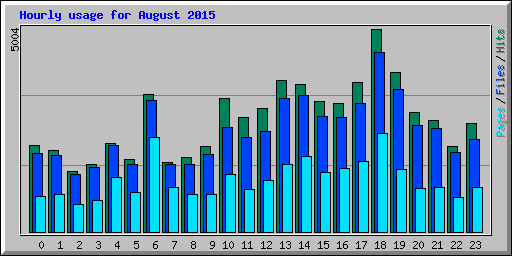 Hourly usage for August 2015
5004
Pages/Files/Hits
0 1 2 3 4 5 6 7 8 9 10 11 12 13 14 15 16 17 18 19 20 21 22 23